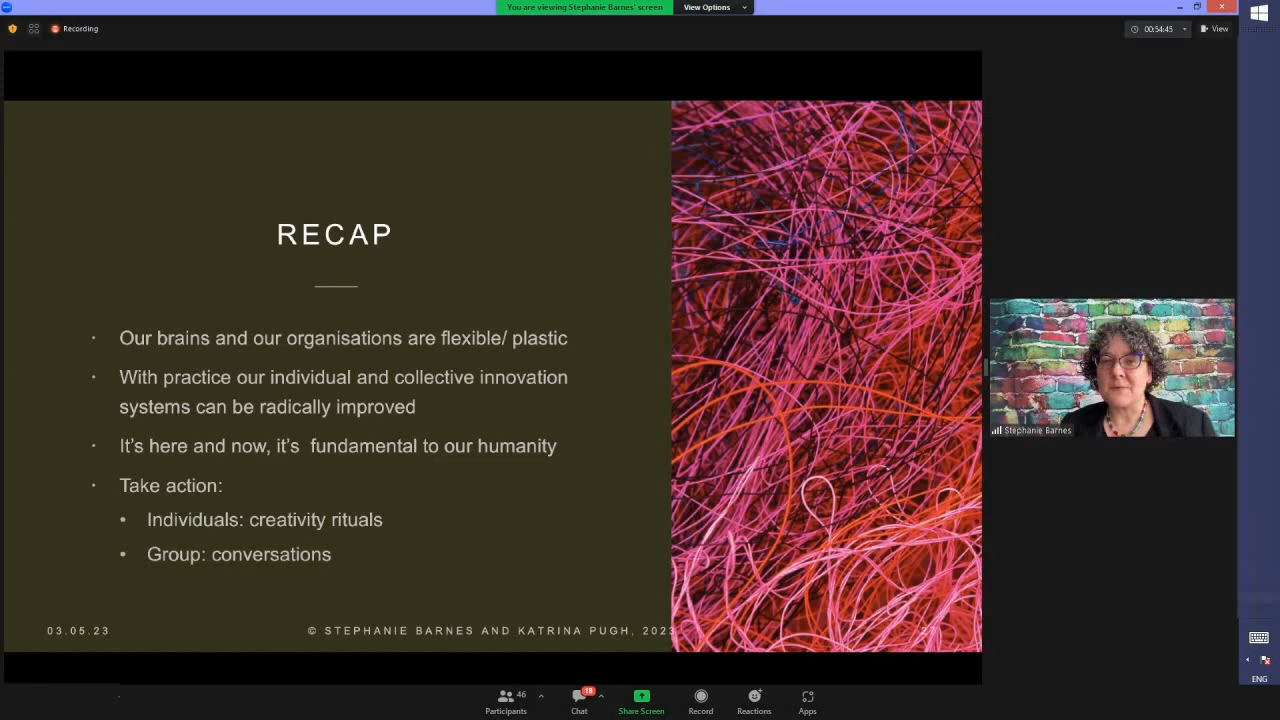 You are viewing Stephanie Barnes' screen
View Options
Recording
00:54:45
View
RECAP
· Our brains and our organisations are flexible/ plastic
· With practice our individual and collective innovation
systems can be radically improved
· It's here and now, it's  fundamental to our humanity
· Take action:
• Individuals: creativity rituals
• Group: conversations
03.05.23
© STEPHANIE BARNES AND KATRINA PUGH, 2023
Stephanie Barnes
46
Participants
18
Chat
Share Screen
Record
Reactions
Apps
ENG